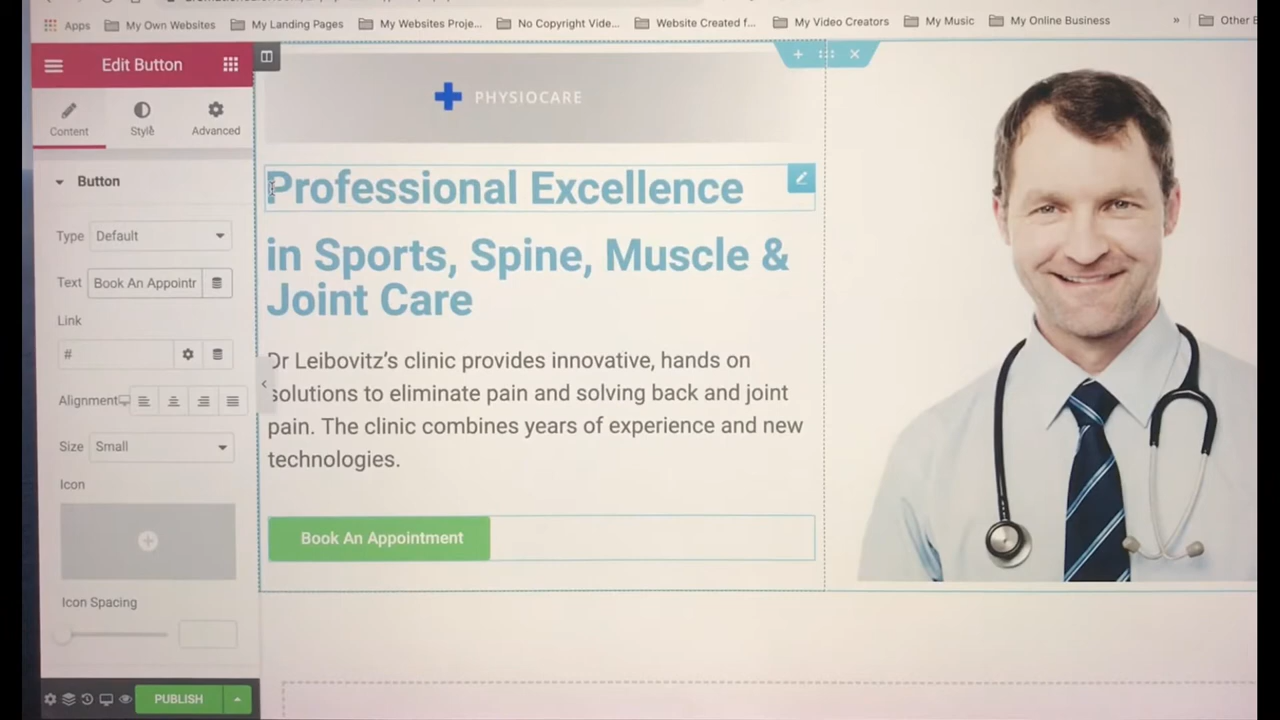 Apps
My Own Websites
My Landing Pages
My Websites Proje...
No Copyright Vide...
Website Created f...
My Video Creators
My Music
My Online Business
»
Other
Edit Button
Content
Style
Advanced
Button
Type
Default
Text
Book An Appointr
Link
#
Alignment
Size
Small
Icon
Icon Spacing
PUBLISH
PHYSIOCARE
Professional Excellence
in Sports, Spine, Muscle &
Joint Care
Dr Leibovitz's clinic provides innovative, hands on
solutions to eliminate pain and solving back and joint
pain. The clinic combines years of experience and new
technologies.
Book An Appointment